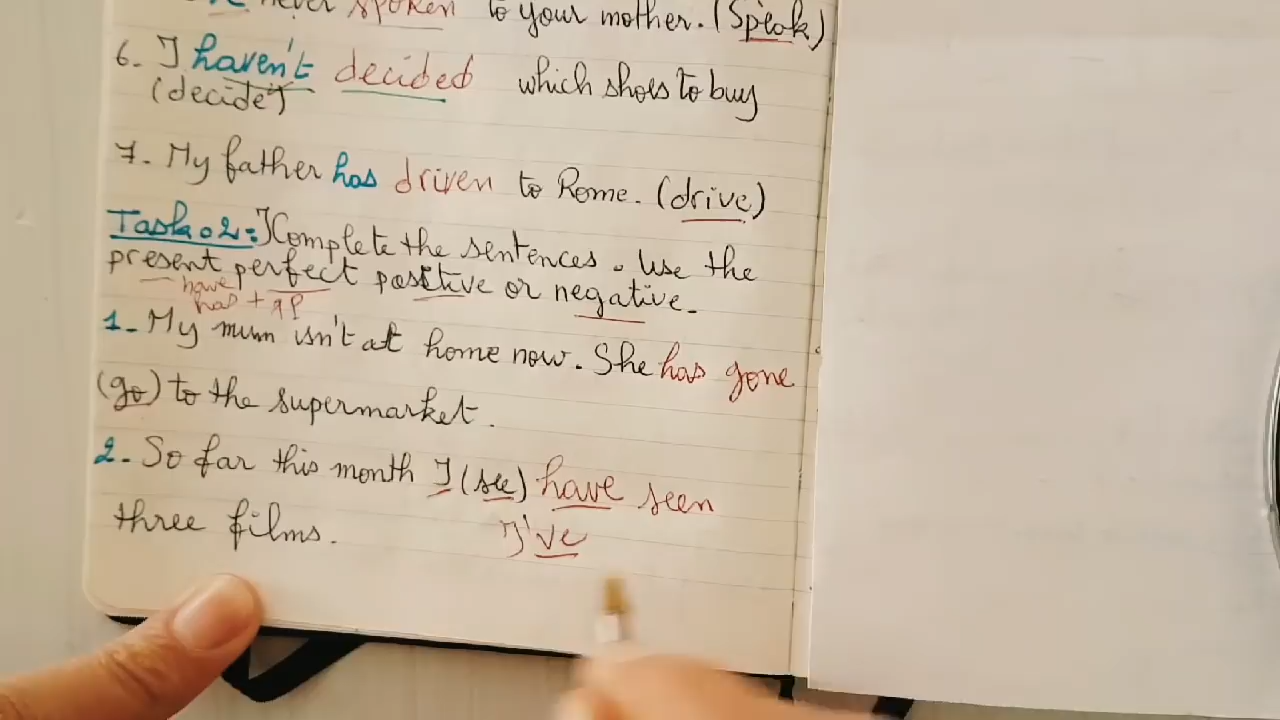 never spoken to your mother. (Speak)
6. I haven't decided which shoes to buy
(decide)
7. My father has driven to Rome. (drive)
Task 02: Complete the sentences. Use the
present perfect positive or negative.
have
has + pp
1. My mum isn't at home now. She has gone
(go) to the supermarket.
2. So far this month I (see) have seen
three films.
I've